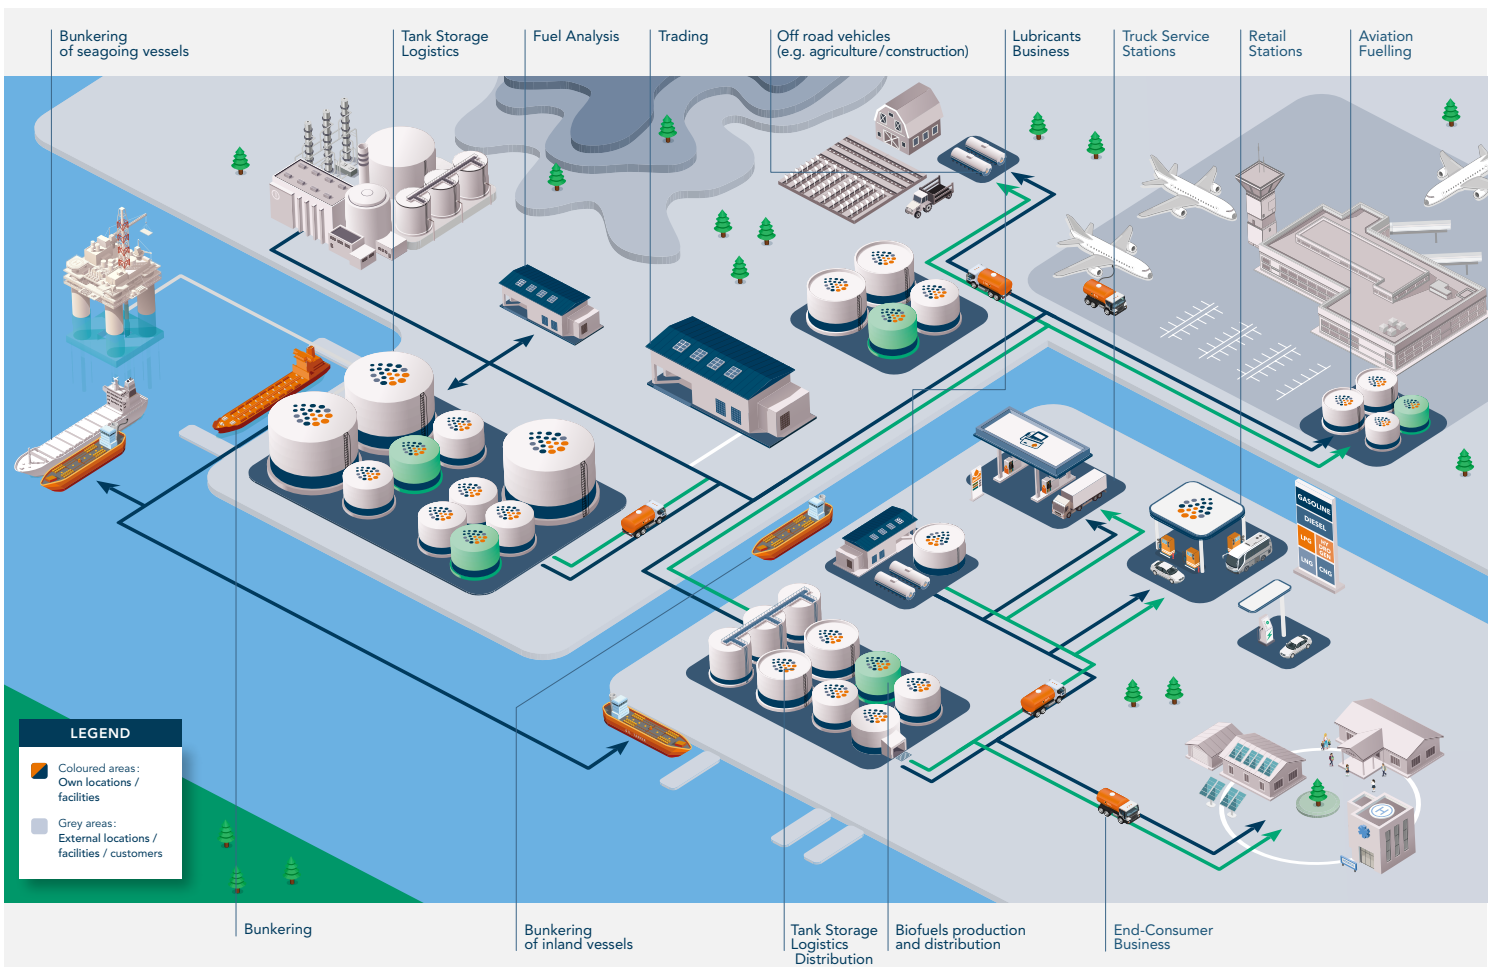 Bunkering
of seagoing vessels
Tank Storage
Logistics
Fuel Analysis
Trading
Off road vehicles
(e.g. agriculture/construction)
Lubricants
Business
Truck Service
Stations
Retail
Stations
Aviation
Fuelling
GASOLINE
DIESEL
LPG
HY
DRO
GEN
LNG
CNG
H
LEGEND
Coloured areas:
Own locations /
facilities
Grey areas:
External locations /
facilities / customers
Bunkering
Bunkering
of inland vessels
Tank Storage
Logistics
Distribution
Biofuels production
and distribution
End-Consumer
Business